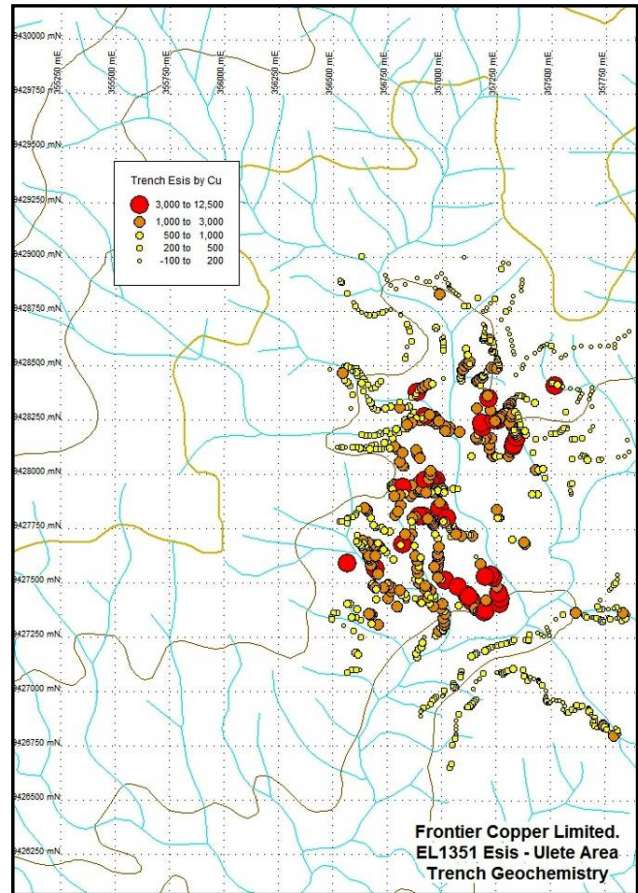 9430000 mN
355250 mE
355500 mE
355750 mE
356000 mE
356250 mE
356500 mE
356750 mE
357000 mE
357250 mE
357500 mE
357750 mE
9429750 mN
9429500 mN
9429250 mN
Trench Esis by Cu
3,000 to 12,500
1,000 to 3,000
500 to 1,000
200 to 500
-100 to 200
9429000 mN
9428750 mN
9428500 mN
9428250 mN
9428000 mN
9427750 mN
9427500 mN
9427250 mN
9427000 mN
9426750 mN
9426500 mN
9426250 mN
Frontier Copper Limited.
EL1351 Esis - Ulete Area
Trench Geochemistry